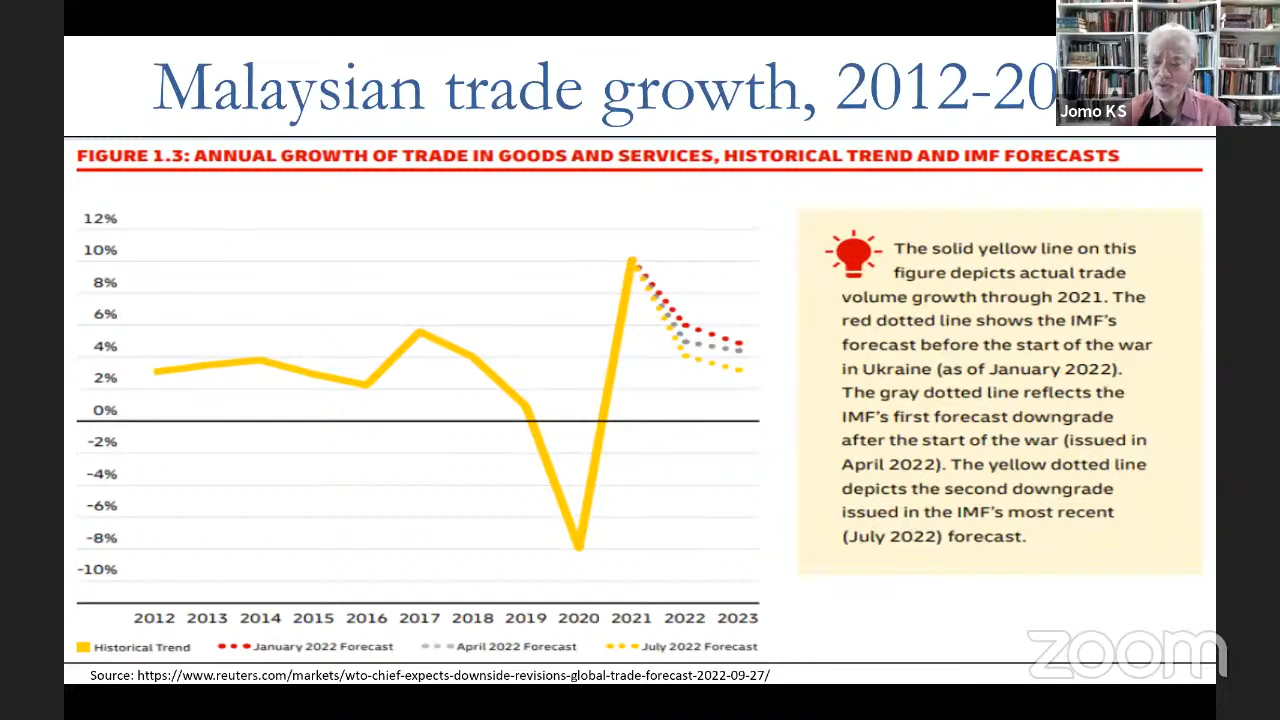 Malaysian trade growth, 2012-20
Jomo KS
FIGURE 1.3: ANNUAL GROWTH OF TRADE IN GOODS AND SERVICES, HISTORICAL TREND AND IMF FORECASTS
12%
10%
8%
6%
4%
2%
0%
-2%
-4%
-6%
-8%
-10%
2012 2013 2014 2015 2016 2017 2018 2019 2020 2021 2022 2023
Historical Trend January 2022 Forecast April 2022 Forecast July 2022 Forecast
The solid yellow line on this
figure depicts actual trade
volume growth through 2021. The
red dotted line shows the IMF's
forecast before the start of the war
in Ukraine (as of January 2022).
The gray dotted line reflects the
IMF's first forecast downgrade
after the start of the war (issued in
April 2022). The yellow dotted line
depicts the second downgrade
issued in the IMF's most recent
(July 2022) forecast.
zoom
Source: https://www.reuters.com/markets/wto-chief-expects-downside-revisions-global-trade-forecast-2022-09-27/